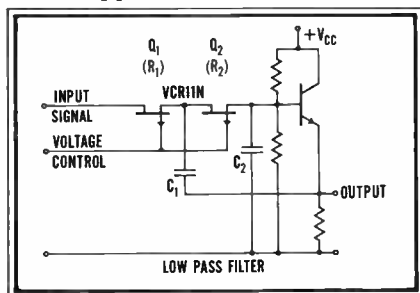 +VCC
Q1 Q2
(R1) (R2)
VCR11N
INPUT
SIGNAL
VOLTAGE
CONTROL
C1
C2
OUTPUT
LOW PASS FILTER